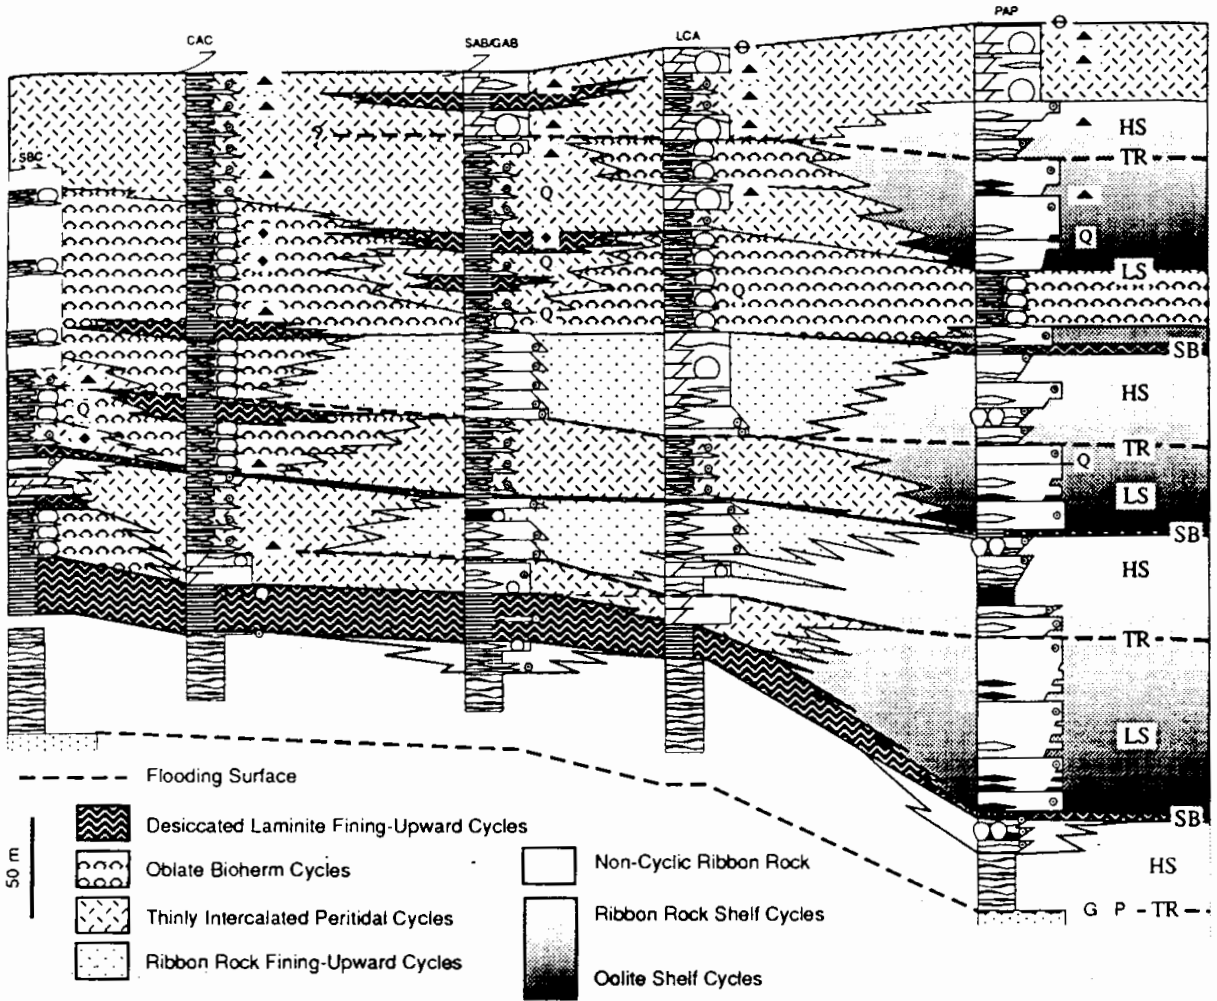 PAP
CAC
SAB/GAB
LCA
HS
TR
SBC
Q
Q
Q
LS
Q
Q
SB
HS
Q
TR
Q
LS
SB
HS
TR
LS
SB
HS
G P - TR
Flooding Surface
Desiccated Laminite Fining-Upward Cycles
Oblate Bioherm Cycles
Thinly Intercalated Peritidal Cycles
Ribbon Rock Fining-Upward Cycles
Non-Cyclic Ribbon Rock
Ribbon Rock Shelf Cycles
Oolite Shelf Cycles
50 m